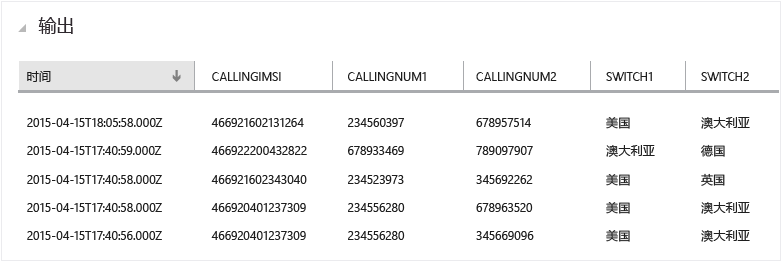 输出
时间 CALLINGIMSI CALLINGNUM1 CALLINGNUM2 SWITCH1 SWITCH2
2015-04-15T18:05:58.000Z 466921602131264 234560397 678957514 美国 澳大利亚
2015-04-15T17:40:59.000Z 466922200432822 678933469 789097907 澳大利亚 德国
2015-04-15T17:40:58.000Z 466921602343040 234523973 345692262 美国 英国
2015-04-15T17:40:58.000Z 466920401237309 234556280 678963520 美国 澳大利亚
2015-04-15T17:40:56.000Z 466920401237309 234556280 345669096 美国 澳大利亚